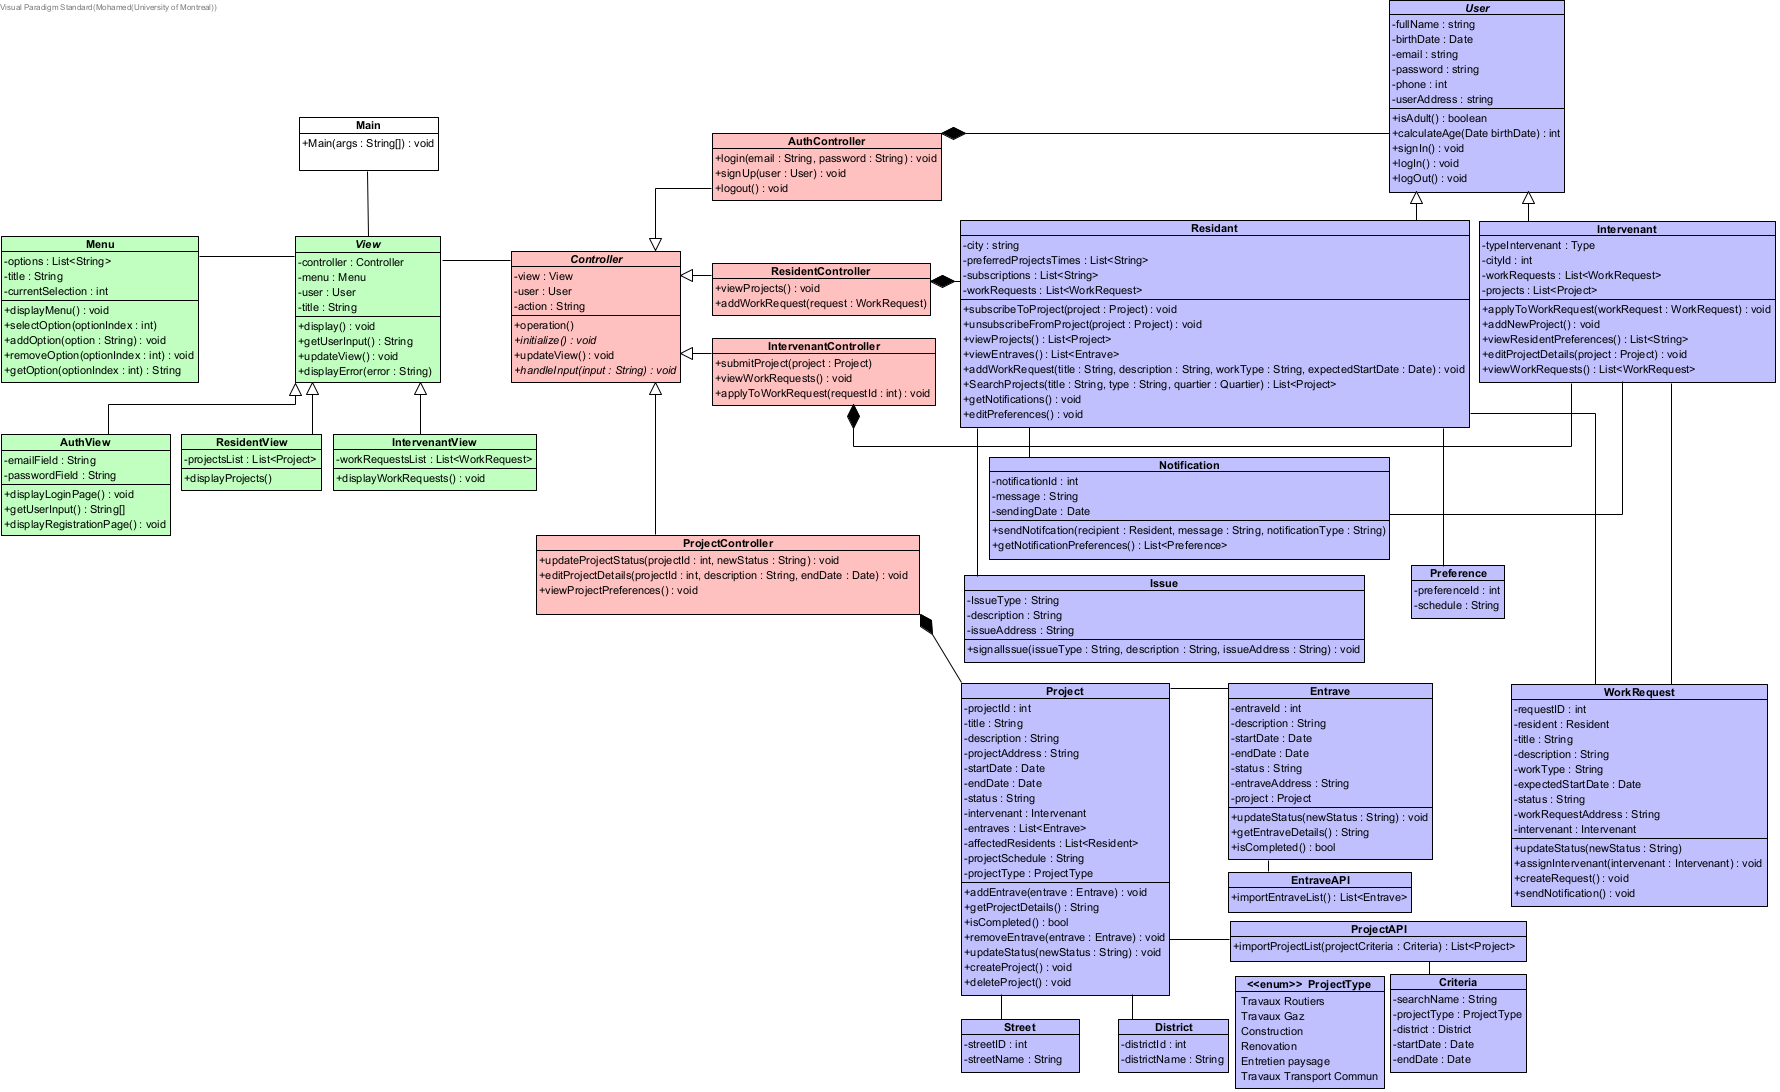 Visual Paradigm Standard(Mohamed(University of Montreal))
User
-fullName : string
-birthDate : Date
-email : string
-password : string
-phone : int
-userAddress : string
+isAdult() : boolean
+calculateAge(Date birthDate) : int
+signIn() : void
+logIn() : void
+logOut() : void
Main
+Main(args : String[]) : void
AuthController
+login(email : String, password : String) : void
+signUp(user : User) : void
+logout() : void
Menu
-options : List<String>
-title : String
-currentSelection : int
+displayMenu() : void
+selectOption(optionIndex : int)
+addOption(option : String) : void
+removeOption(optionIndex : int) : void
+getOption(optionIndex : int) : String
View
-controller : Controller
-menu : Menu
-user : User
-title : String
+display() : void
+getUserInput() : String
+updateView() : void
+displayError(error : String)
Controller
-view : View
-user : User
-action : String
+operation()
+initialize() : void
+updateView() : void
+handleInput(input : String) : void
ResidentController
+viewProjects() : void
+addWorkRequest(request : WorkRequest)
IntervenantController
+submitProject(project : Project)
+viewWorkRequests() : void
+applyToWorkRequest(requestId : int) : void
Residant
-city : string
-preferredProjectsTimes : List<String>
-subscriptions : List<String>
-workRequests : List<WorkRequest>
+subscribeToProject(project : Project) : void
+unsubscribeFromProject(project : Project) : void
+viewProjects() : List<Project>
+viewEntraves() : List<Entrave>
+addWorkRequest(title : String, description : String, workType : String, expectedStartDate : Date) : void
+SearchProjects(title : String, type : String, quartier : Quartier) : List<Project>
+getNotifications() : void
+editPreferences() : void
Intervenant
-typeIntervenant : Type
-cityId : int
-workRequests : List<WorkRequest>
-projects : List<Project>
+applyToWorkRequest(workRequest : WorkRequest) : void
+addNewProject() : void
+viewResidentPreferences() : List<String>
+editProjectDetails(project : Project) : void
+viewWorkRequests() : List<WorkRequest>
AuthView
-emailField : String
-passwordField : String
+displayLoginPage() : void
+getUserInput() : String[]
+displayRegistrationPage() : void
ResidentView
-projectsList : List<Project>
+displayProjects()
IntervenantView
-workRequestsList : List<WorkRequest>
+displayWorkRequests() : void
Notification
-notificationId : int
-message : String
-sendingDate : Date
+sendNotifcation(recipient : Resident, message : String, notificationType : String)
+getNotificationPreferences() : List<Preference>
ProjectController
+updateProjectStatus(projectId : int, newStatus : String) : void
+editProjectDetails(projectId : int, description : String, endDate : Date) : void
+viewProjectPreferences() : void
Issue
-IssueType : String
-description : String
-issueAddress : String
+signalIssue(issueType : String, description : String, issueAddress : String) : void
Preference
-preferenceId : int
-schedule : String
Project
-projectId : int
-title : String
-description : String
-projectAddress : String
-startDate : Date
-endDate : Date
-status : String
-intervenant : Intervenant
-entraves : List<Entrave>
-affectedResidents : List<Resident>
-projectSchedule : String
-projectType : ProjectType
+addEntrave(entrave : Entrave) : void
+getProjectDetails() : String
+isCompleted() : bool
+removeEntrave(entrave : Entrave) : void
+updateStatus(newStatus : String) : void
+createProject() : void
+deleteProject() : void
Entrave
-entraveId : int
-description : String
-startDate : Date
-endDate : Date
-status : String
-entraveAddress : String
-project : Project
+updateStatus(newStatus : String) : void
+getEntraveDetails() : String
+isCompleted() : bool
WorkRequest
-requestID : int
-resident : Resident
-title : String
-description : String
-workType : String
-expectedStartDate : Date
-status : String
-workRequestAddress : String
-intervenant : Intervenant
+updateStatus(newStatus : String)
+assignIntervenant(intervenant : Intervenant) : void
+createRequest() : void
+sendNotification() : void
EntraveAPI
+importEntraveList() : List<Entrave>
ProjectAPI
+importProjectList(projectCriteria : Criteria) : List<Project>
<<enum>> ProjectType
Travaux Routiers
Travaux Gaz
Construction
Renovation
Entretien paysage
Travaux Transport Commun
Criteria
-searchName : String
-projectType : ProjectType
-district : District
-startDate : Date
-endDate : Date
Street
-streetID : int
-streetName : String
District
-districtId : int
-districtName : String